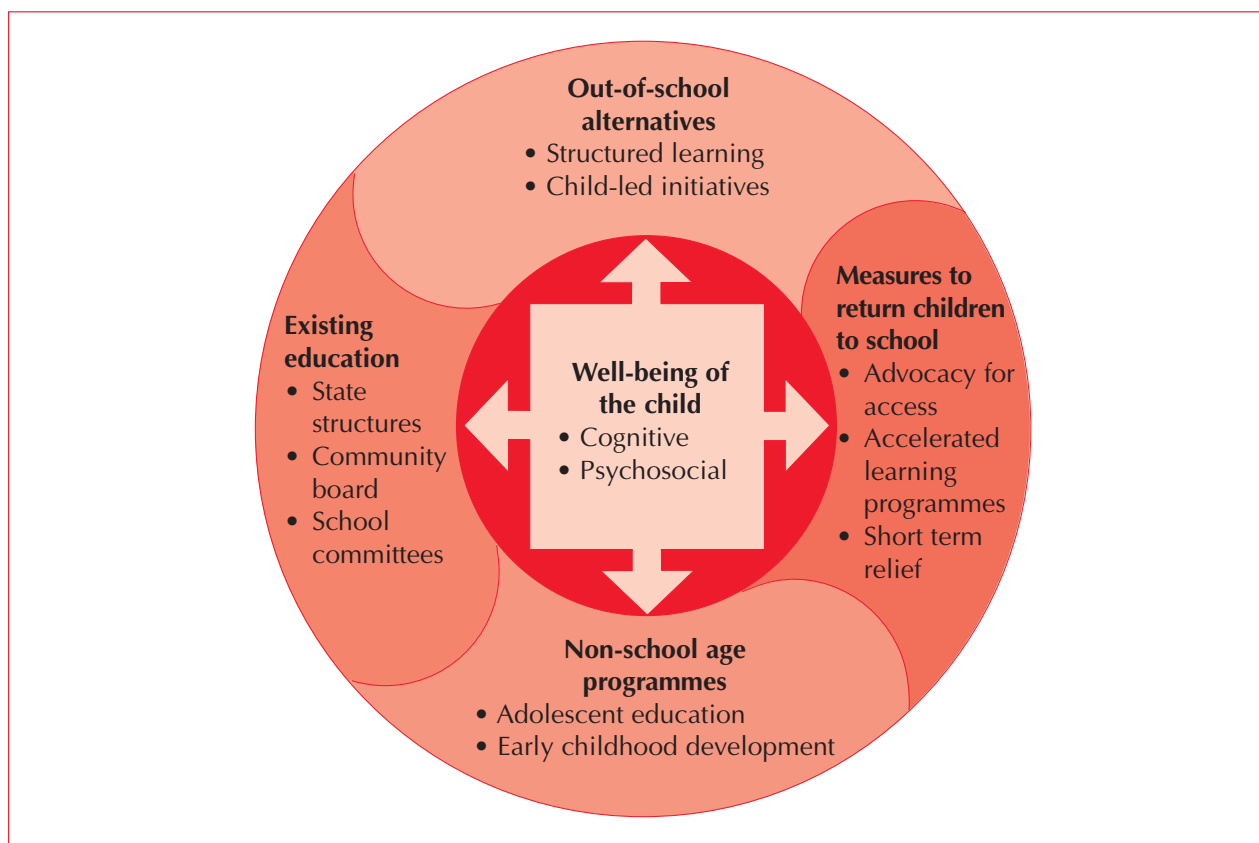 Out-of-school
alternatives
• Structured learning
• Child-led initiatives
Existing
education
• State
structures
• Community
board
• School
committees
Well-being of
the child
• Cognitive
• Psychosocial
Measures to
return children
to school
• Advocacy for
access
• Accelerated
learning
programmes
• Short term
relief
Non-school age
programmes
• Adolescent education
• Early childhood development